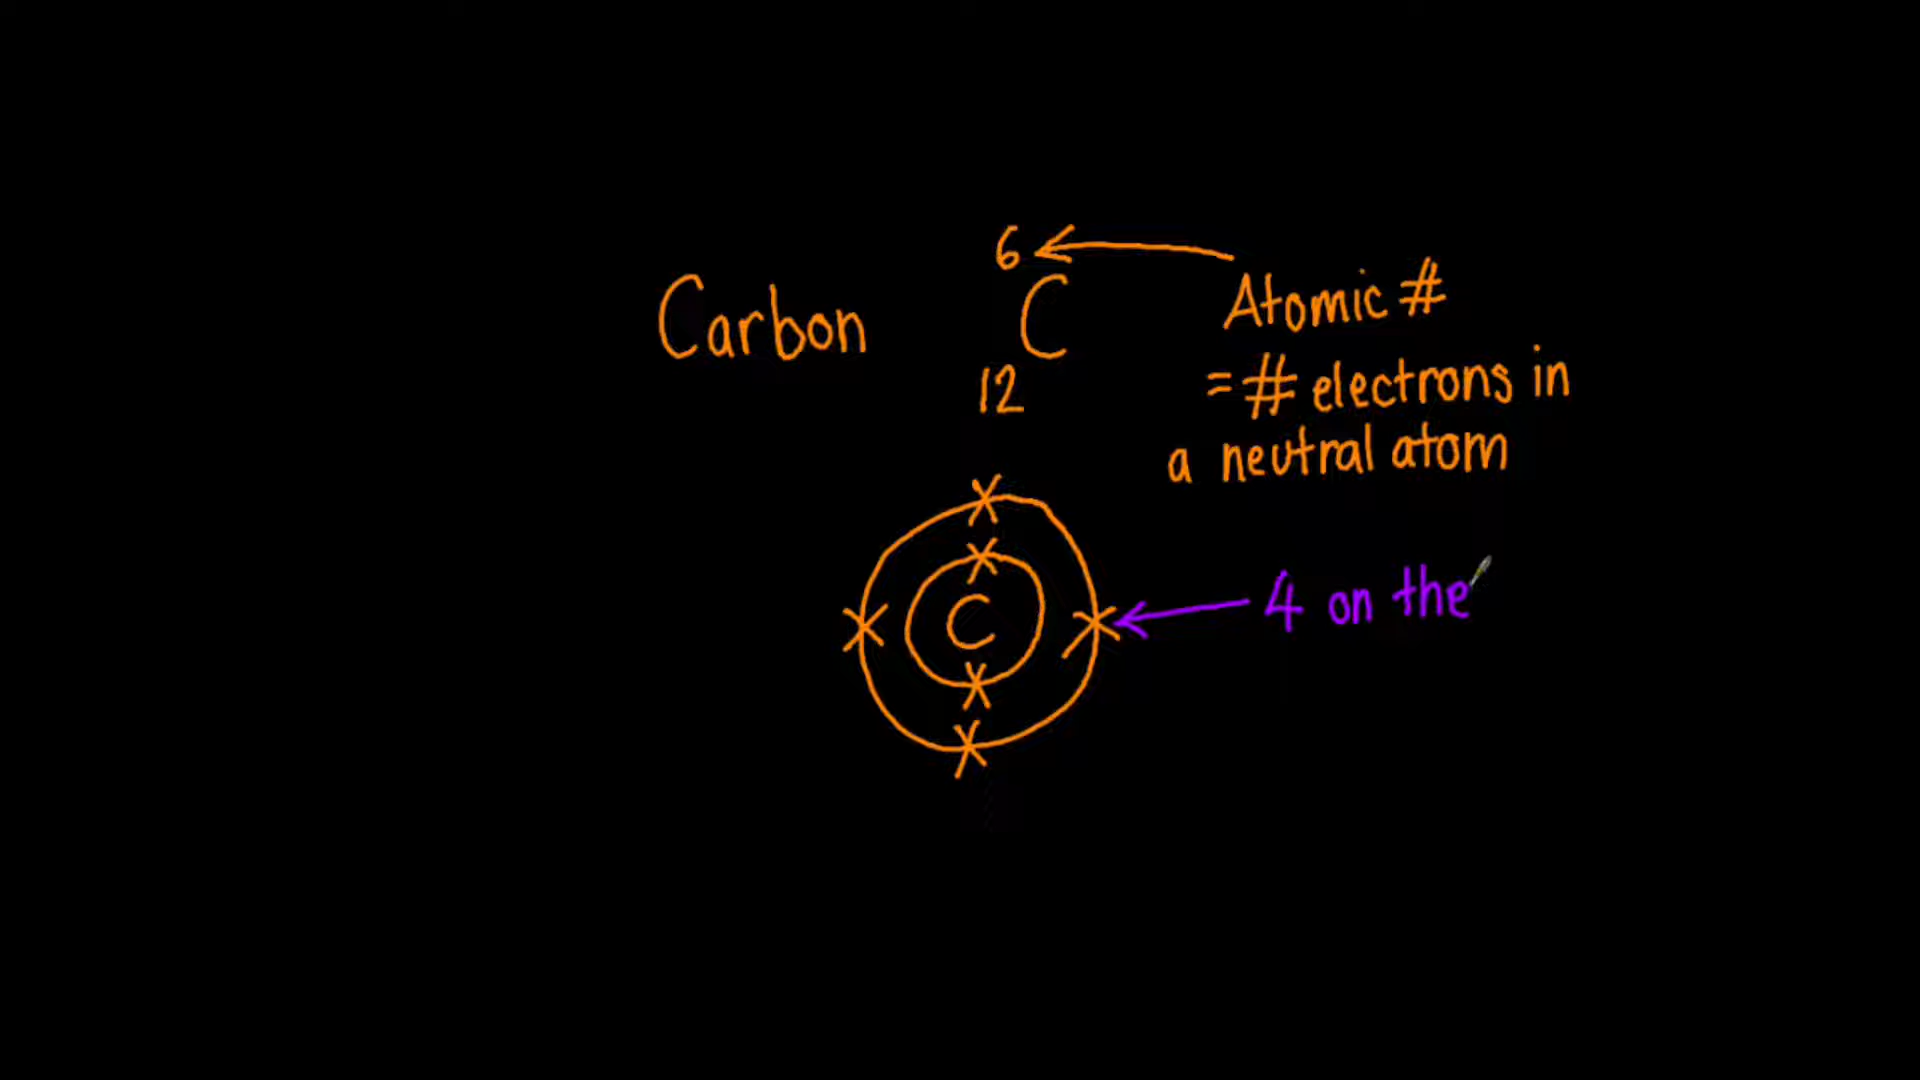 6
Carbon C
12
Atomic #
= # electrons in
a neutral atom
C
4 on the